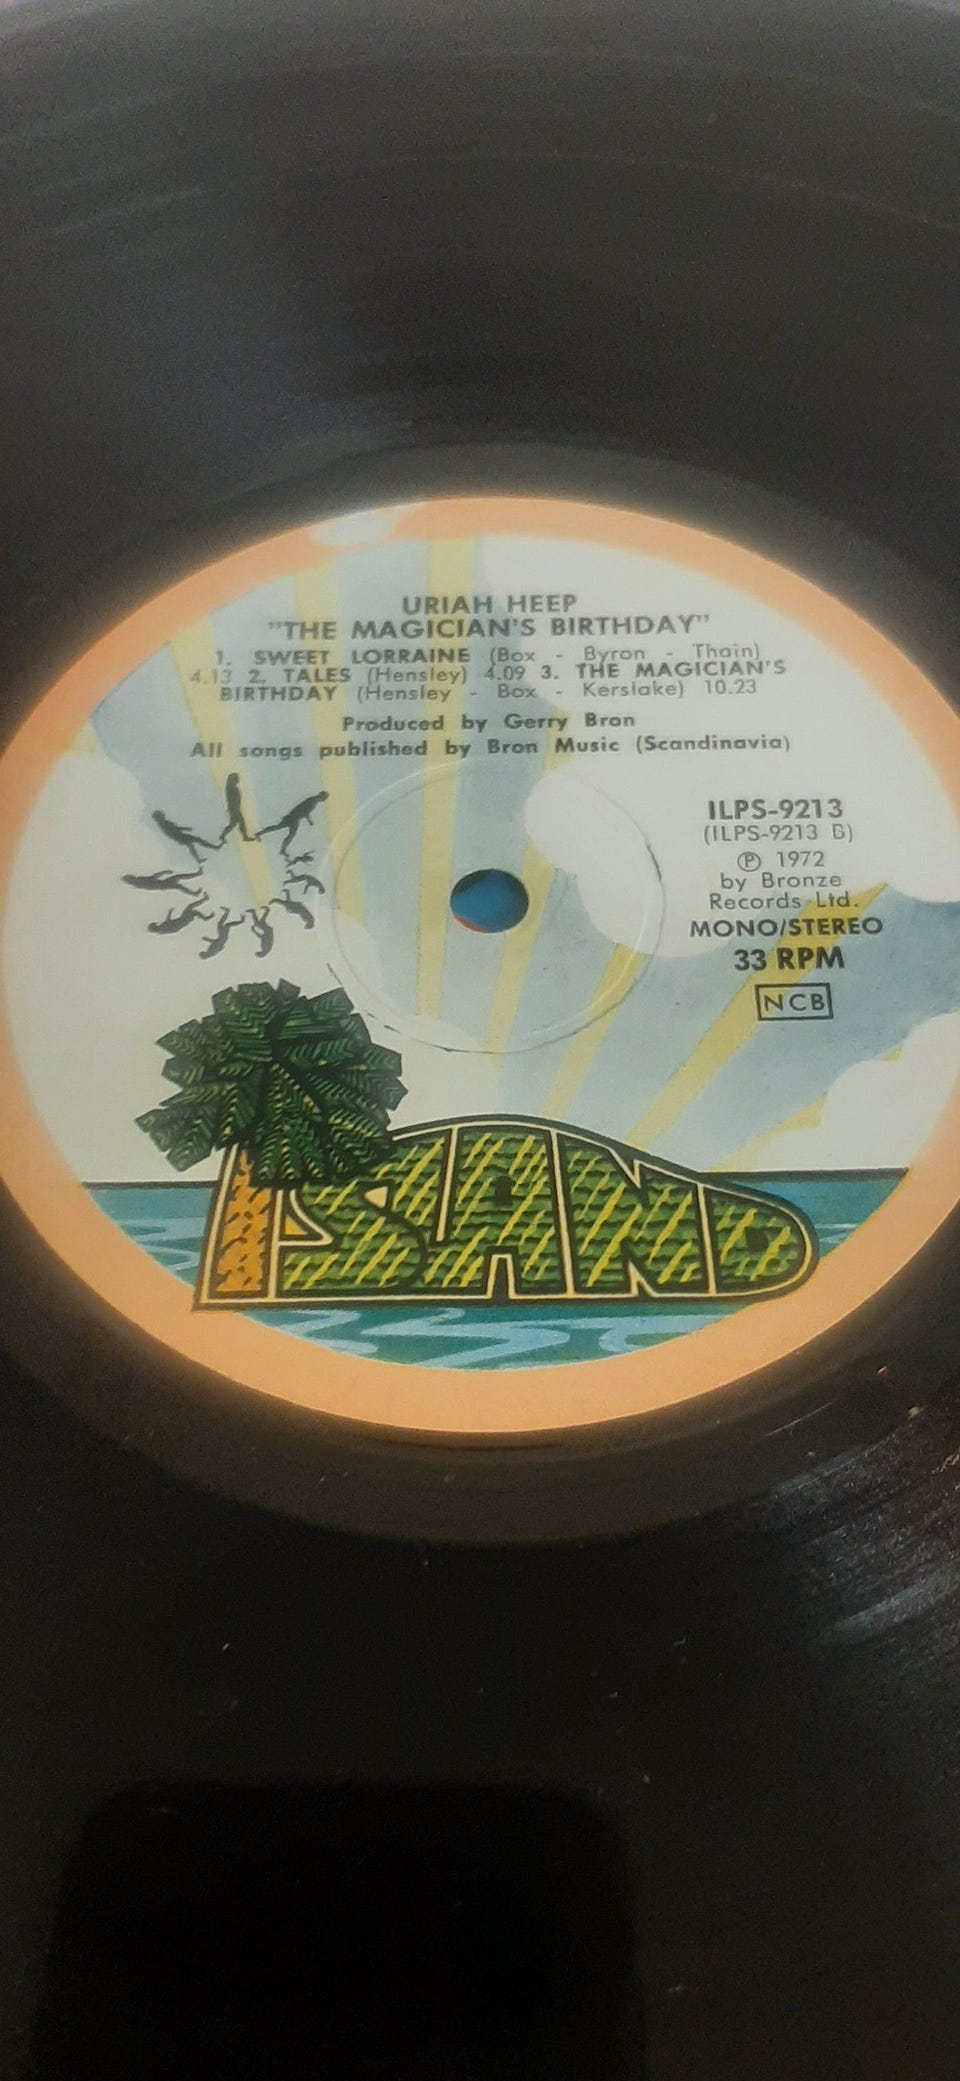 URIAH HEEP
"THE MAGICIAN'S BIRTHDAY"
1. SWEET LORRAINE (Box - Byron - Thain)
4.13 2. TALES (Hensley) 4.09 3. THE MAGICIAN'S
BIRTHDAY (Hensley - Box - Kerslake) 10.23
Produced by Gerry Bron
All songs published by Bron Music (Scandinavia)
ILPS-9213
(ILPS-9213 B)
Ⓟ 1972
by Bronze
Records Ltd.
MONO/STEREO
33 RPM
NCB
ISLAND